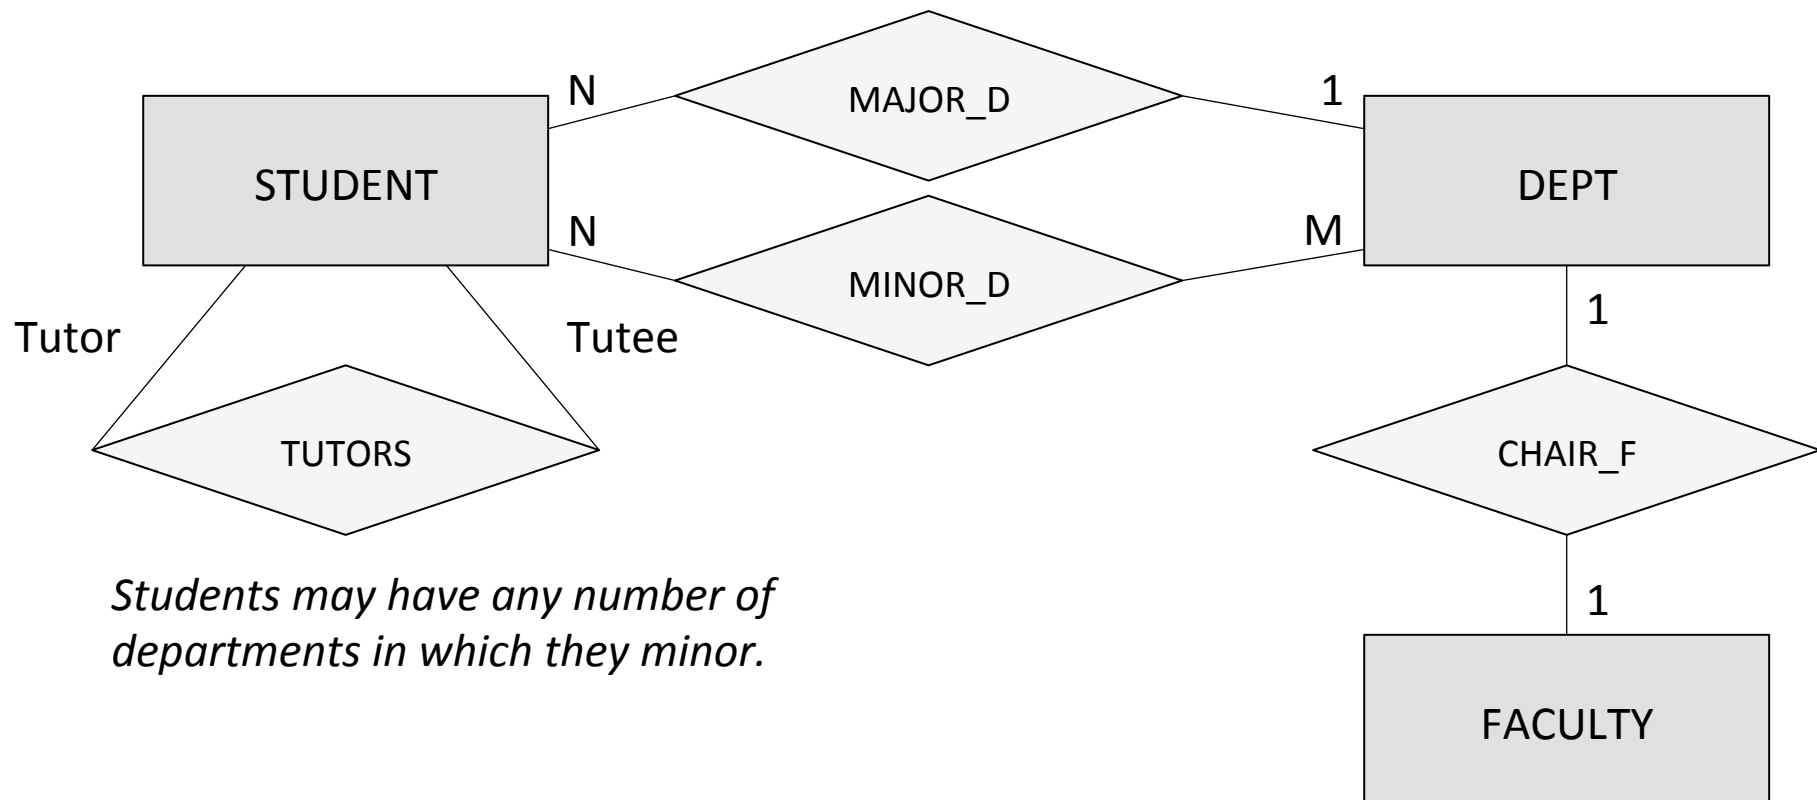 N
MAJOR_D
1
STUDENT
DEPT
N
MINOR_D
M
Tutor
Tutee
1
TUTORS
CHAIR_F
Students may have any number of
departments in which they minor.
1
FACULTY